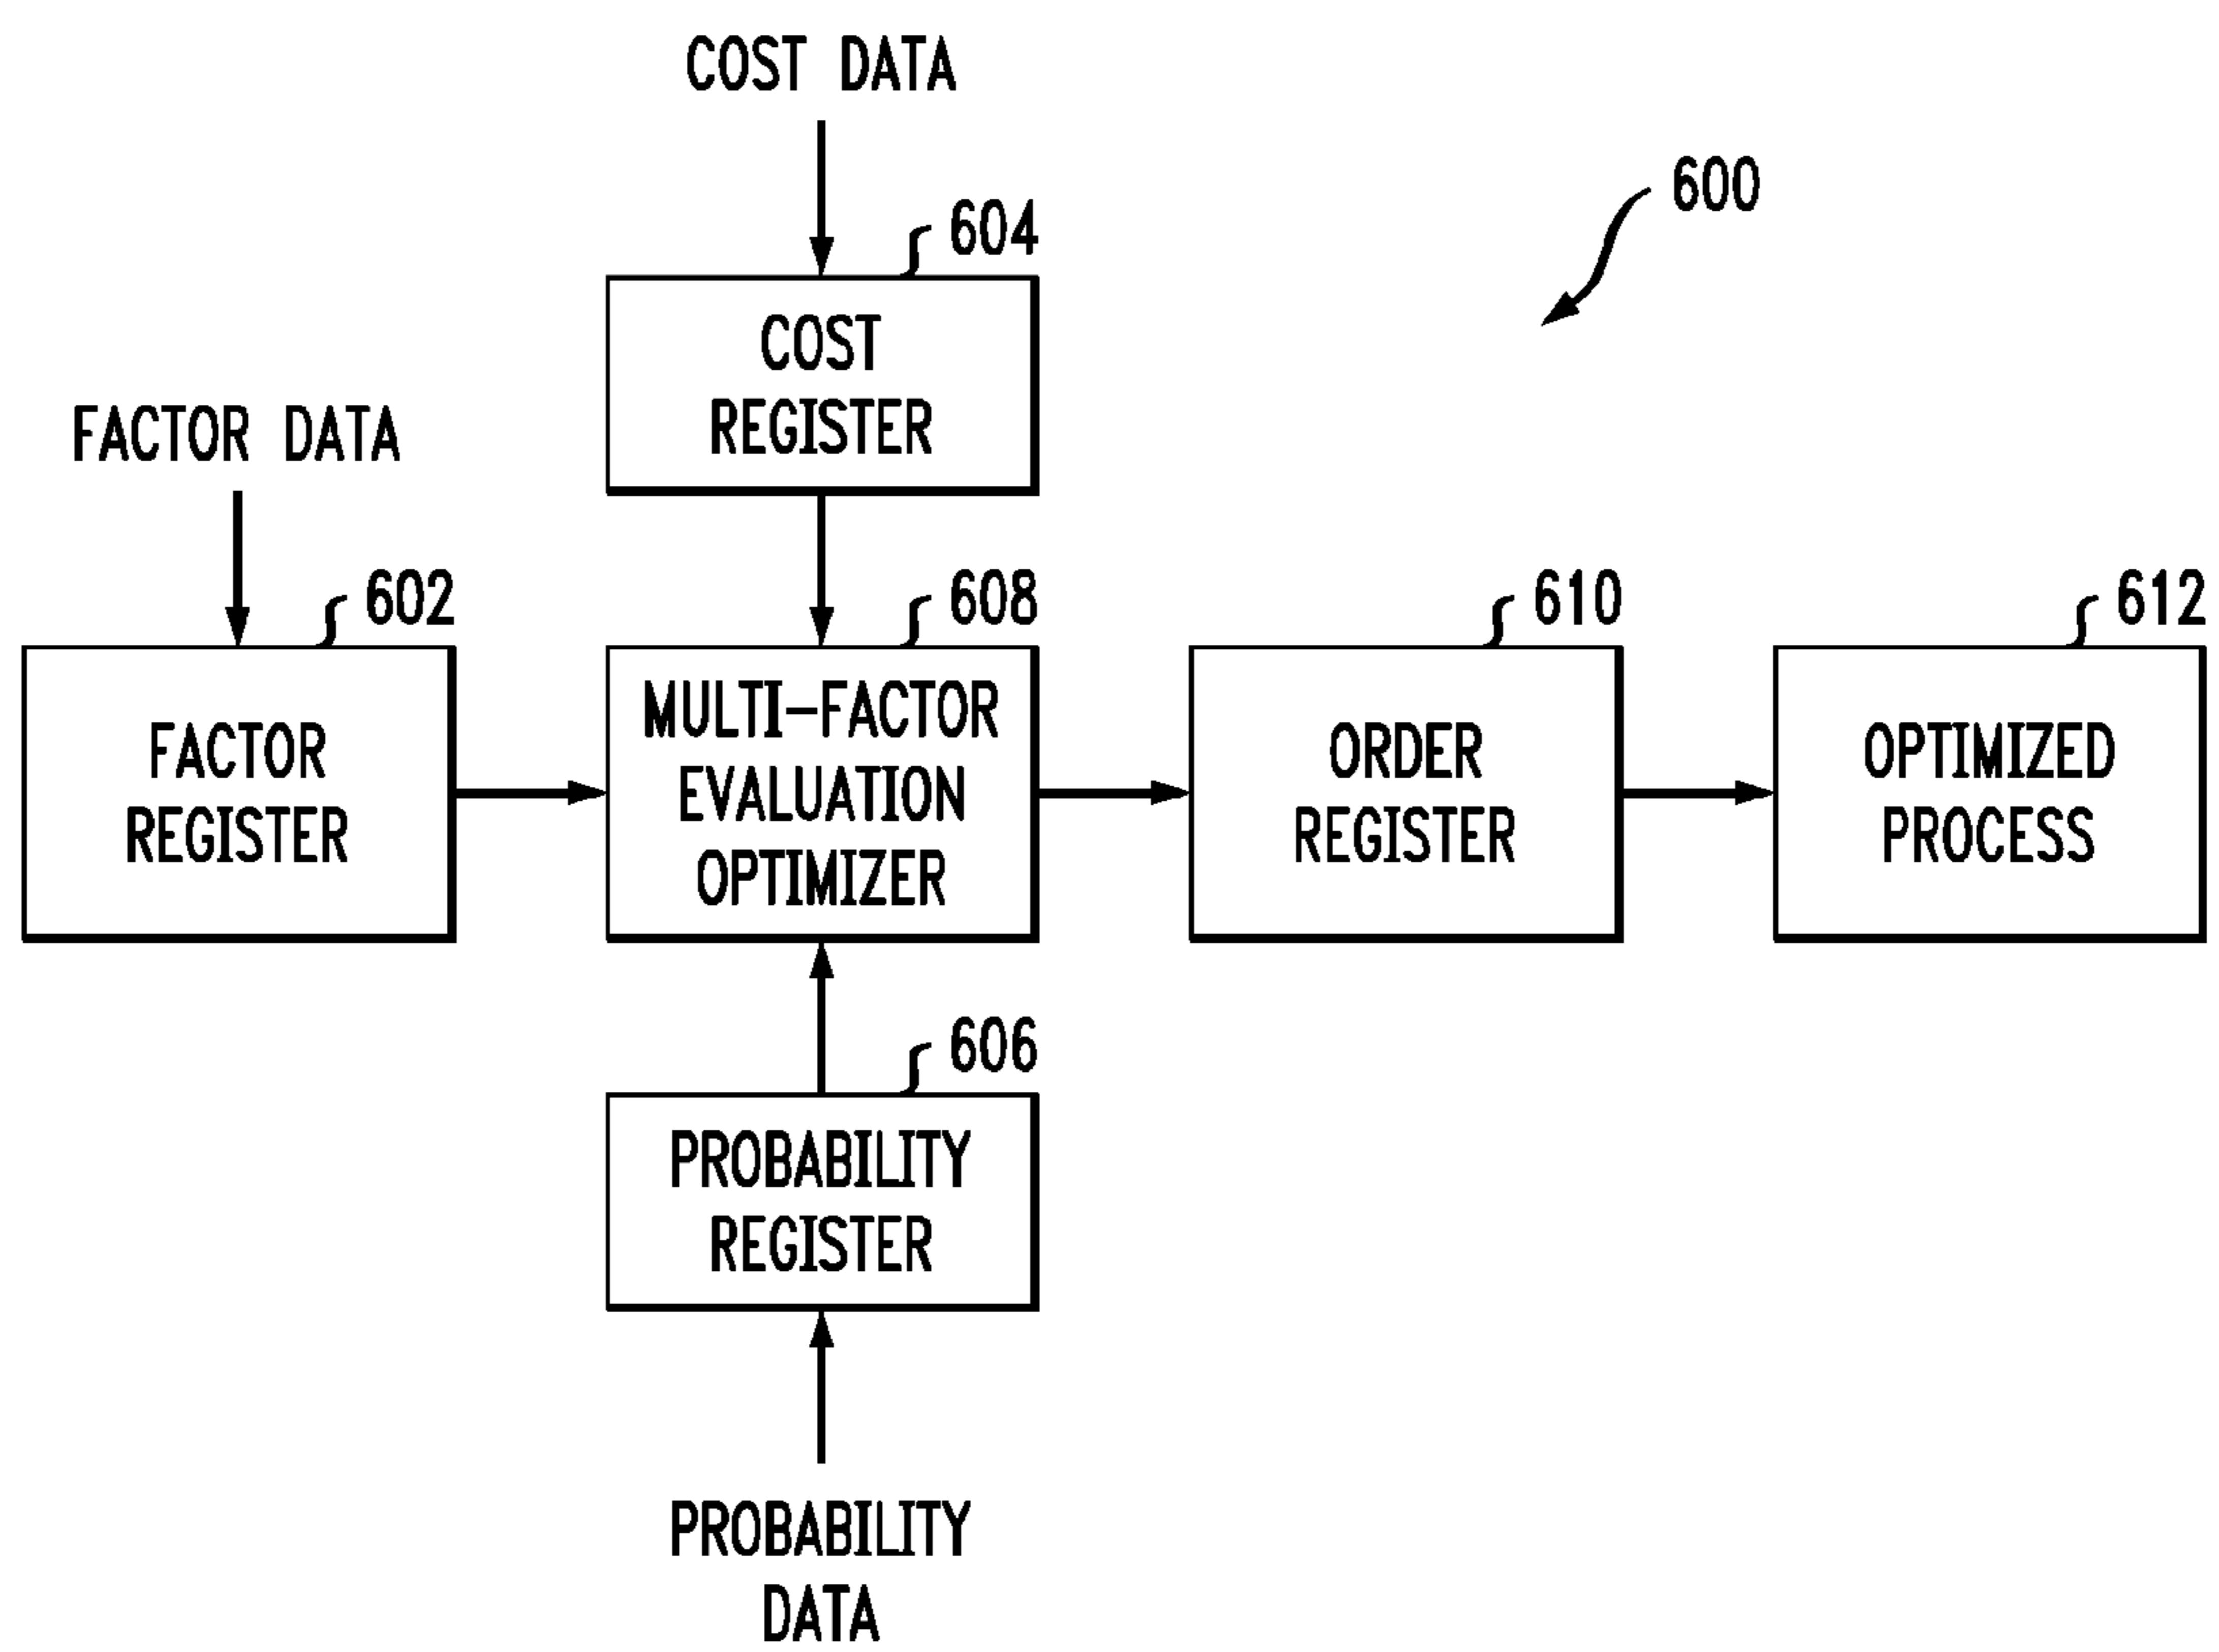 COST DATA
600
604
COST
REGISTER
FACTOR DATA
602
608
610
612
FACTOR
REGISTER
MULTI-FACTOR
EVALUATION
OPTIMIZER
ORDER
REGISTER
OPTIMIZED
PROCESS
606
PROBABILITY
REGISTER
PROBABILITY
DATA